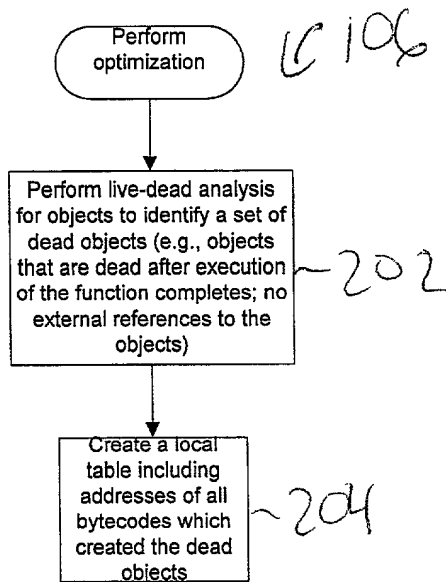 Perform
optimization
106
Perform live-dead analysis
for objects to identify a set of
dead objects (e.g., objects
that are dead after execution
of the function completes; no
external references to the
objects)
202
Create a local
table including
addresses of all
bytecodes which
created the dead
objects
204